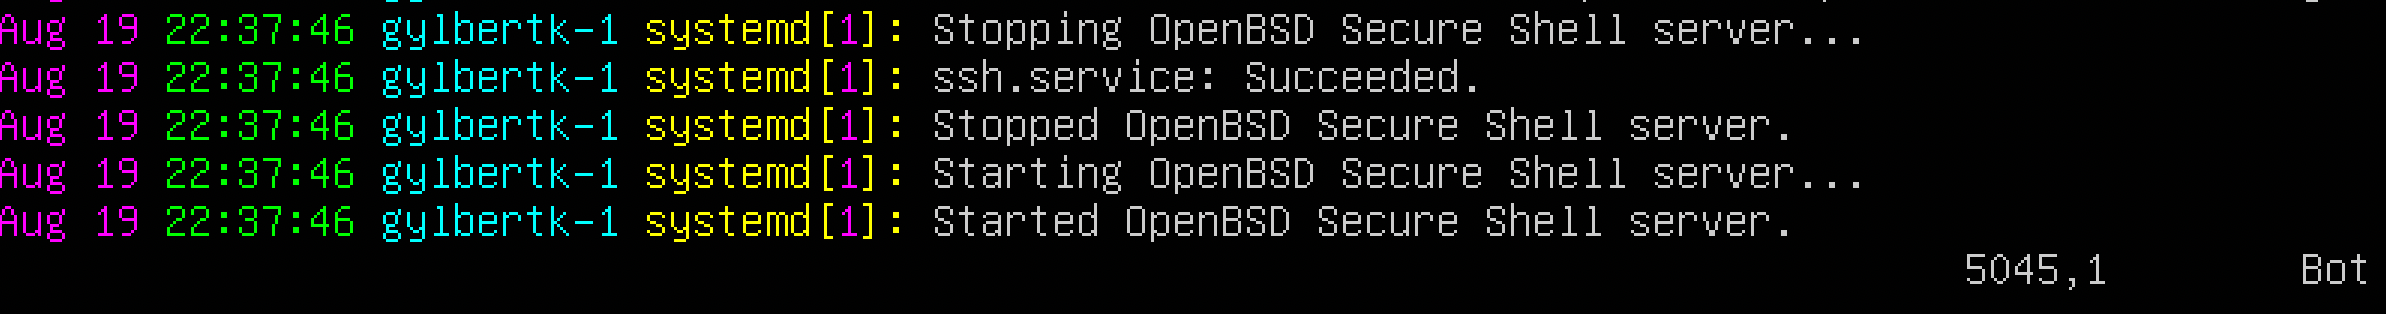 Aug 19 22:37:46 gylbertk-1 systemd[1]: Stopping OpenBSD Secure Shell server...
Aug 19 22:37:46 gylbertk-1 systemd[1]: ssh.service: Succeeded.
Aug 19 22:37:46 gylbertk-1 systemd[1]: Stopped OpenBSD Secure Shell server.
Aug 19 22:37:46 gylbertk-1 systemd[1]: Starting OpenBSD Secure Shell server...
Aug 19 22:37:46 gylbertk-1 systemd[1]: Started OpenBSD Secure Shell server.
5045,1 Bot